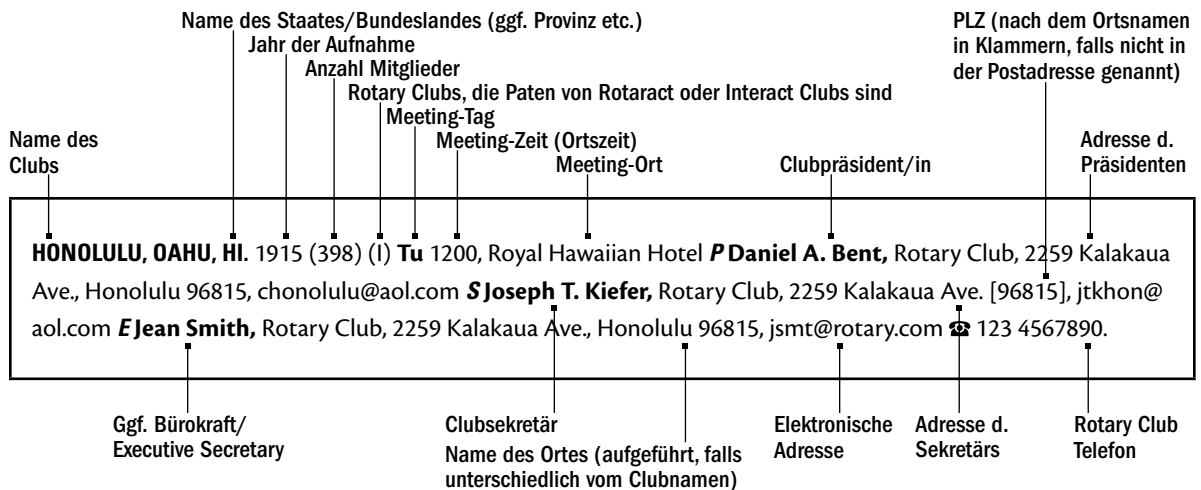 Name des Staates/Bundeslandes (ggf. Provinz etc.)
Jahr der Aufnahme
Anzahl Mitglieder
Rotary Clubs, die Paten von Rotaract oder Interact Clubs sind
Meeting-Tag
Meeting-Zeit (Ortszeit)
Meeting-Ort
PLZ (nach dem Ortsnamen
in Klammern, falls nicht in
der Postadresse genannt)
Name des
Clubs
Clubpräsident/in
Adresse d.
Präsidenten
HONOLULU, OAHU, HI. 1915 (398) (I) Tu 1200, Royal Hawaiian Hotel P Daniel A. Bent, Rotary Club, 2259 Kalakaua
Ave., Honolulu 96815, chonolulu@aol.com S Joseph T. Kiefer, Rotary Club, 2259 Kalakaua Ave. [96815], jtkhon@
aol.com E Jean Smith, Rotary Club, 2259 Kalakaua Ave., Honolulu 96815, jsmt@rotary.com ☎ 123 4567890.
Ggf. Bürokraft/
Executive Secretary
Clubsekretär
Name des Ortes (aufgeführt, falls
unterschiedlich vom Clubnamen)
Elektronische
Adresse
Adresse d.
Sekretärs
Rotary Club
Telefon